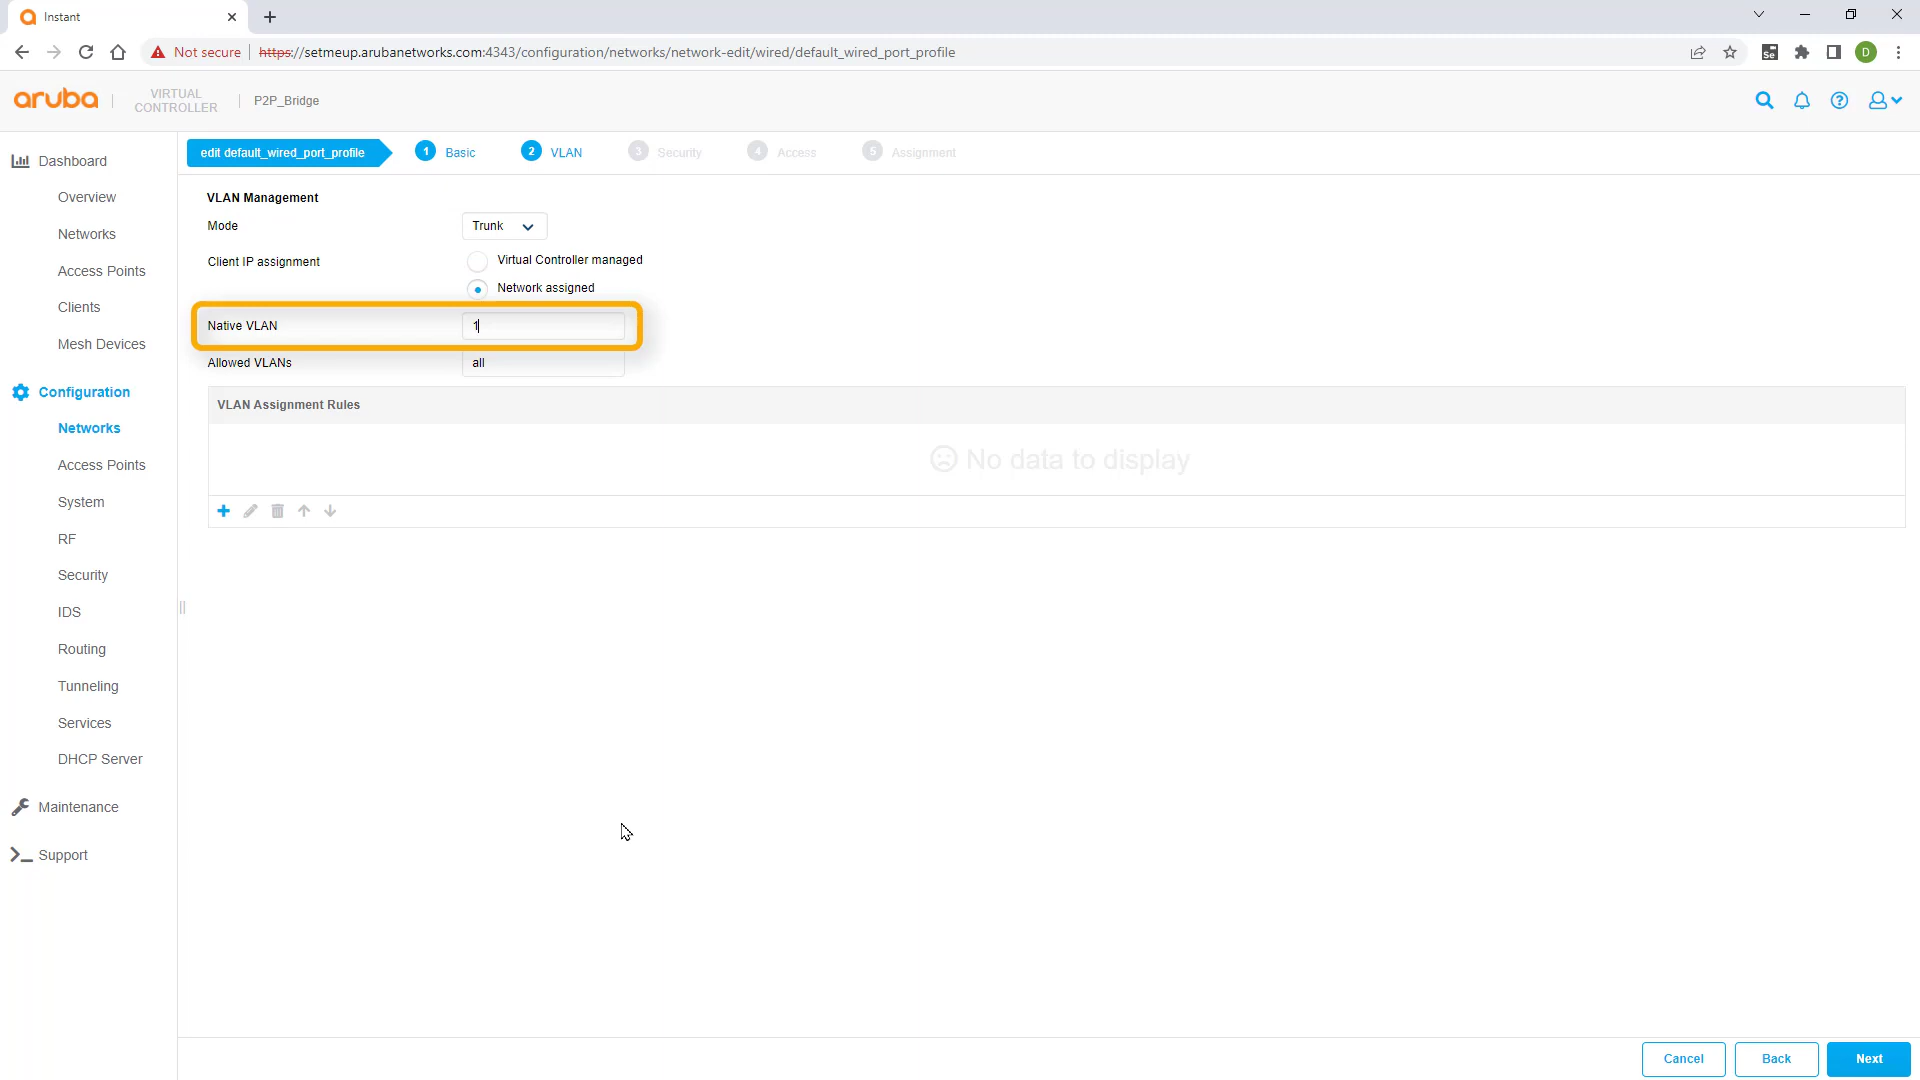 Instant
Not secure
https://setmeup.arubanetworks.com:4343/configuration/networks/network-edit/wired/default_wired_port_profile
Se
D
aruba
VIRTUAL
CONTROLLER
P2P_Bridge
Dashboard
Overview
Networks
Access Points
Clients
Mesh Devices
Configuration
Networks
Access Points
System
RF
Security
IDS
Routing
Tunneling
Services
DHCP Server
Maintenance
Support
edit default_wired_port_profile
1 Basic
2 VLAN
3 Security
4 Access
5 Assignment
VLAN Management
Mode
Trunk
Client IP assignment
Virtual Controller managed
Network assigned
Native VLAN
1
Allowed VLANs
all
VLAN Assignment Rules
No data to display
Cancel
Back
Next